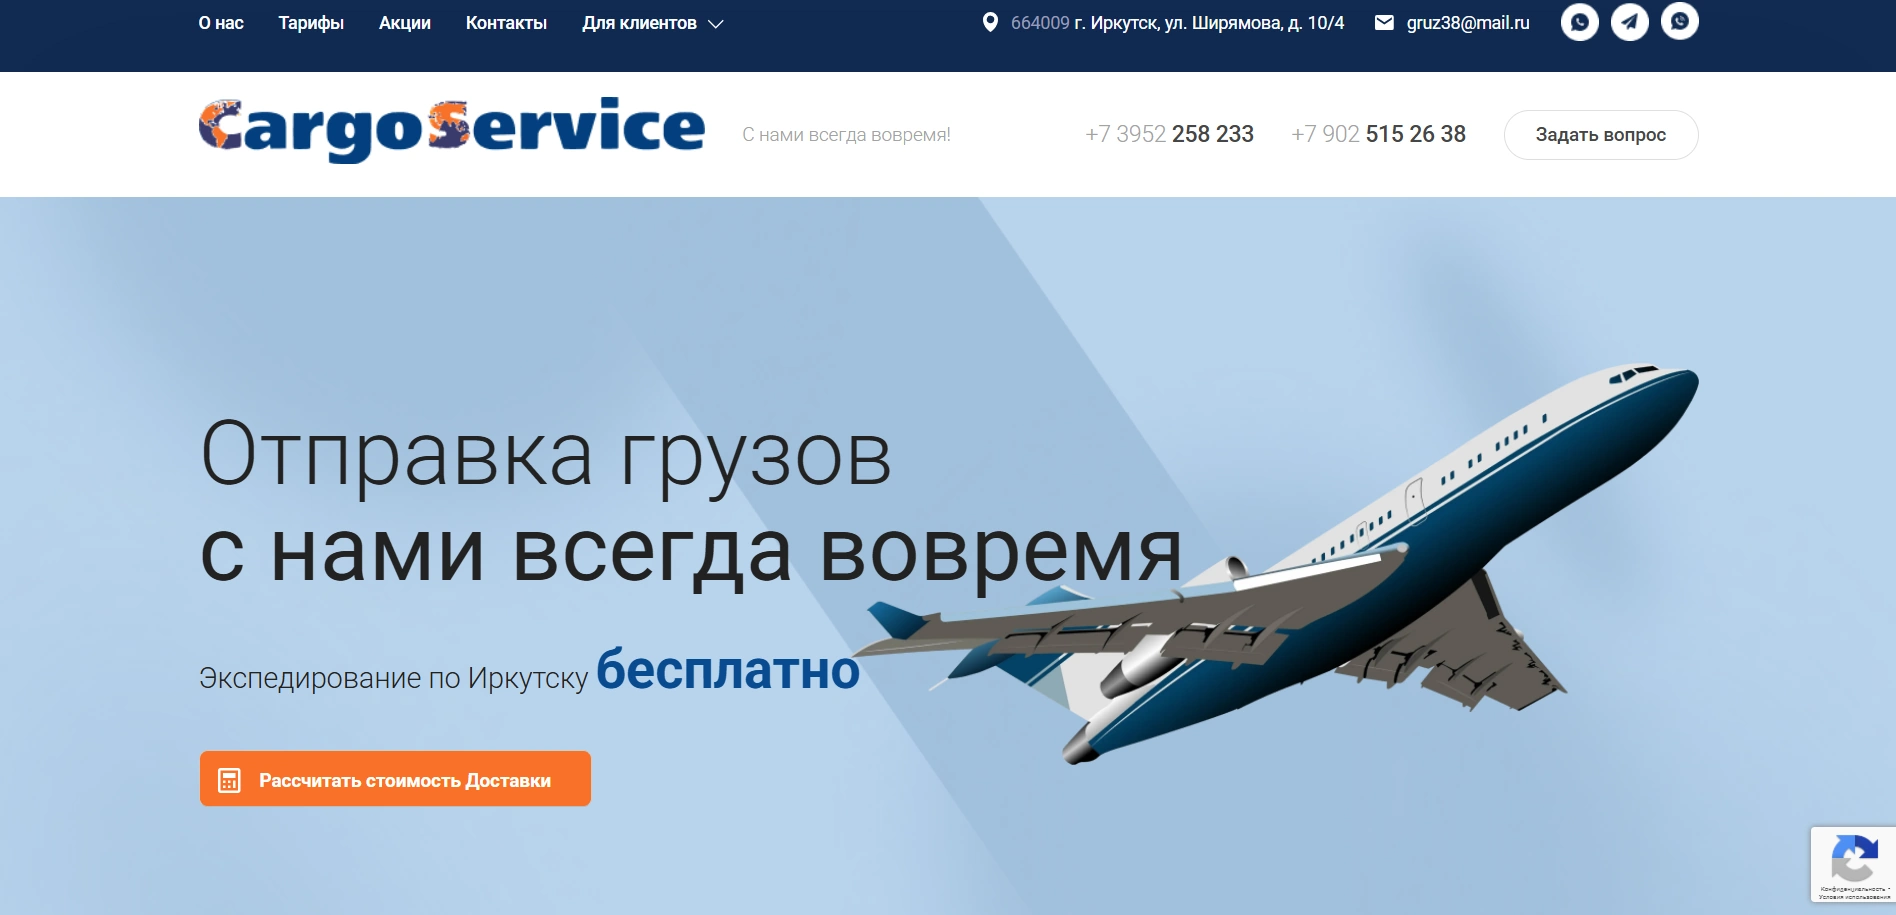 О нас Тарифы Акции Контакты Для клиентов 664009 г. Иркутск, ул. Ширямова, д. 10/4 gruz38@mail.ru
CargoService С нами всегда вовремя! +7 3952 258 233 +7 902 515 26 38 Задать вопрос
Отправка грузов
с нами всегда вовремя
Экспедирование по Иркутску бесплатно
Рассчитать стоимость Доставки
Конфиденциальность -
Условия использования